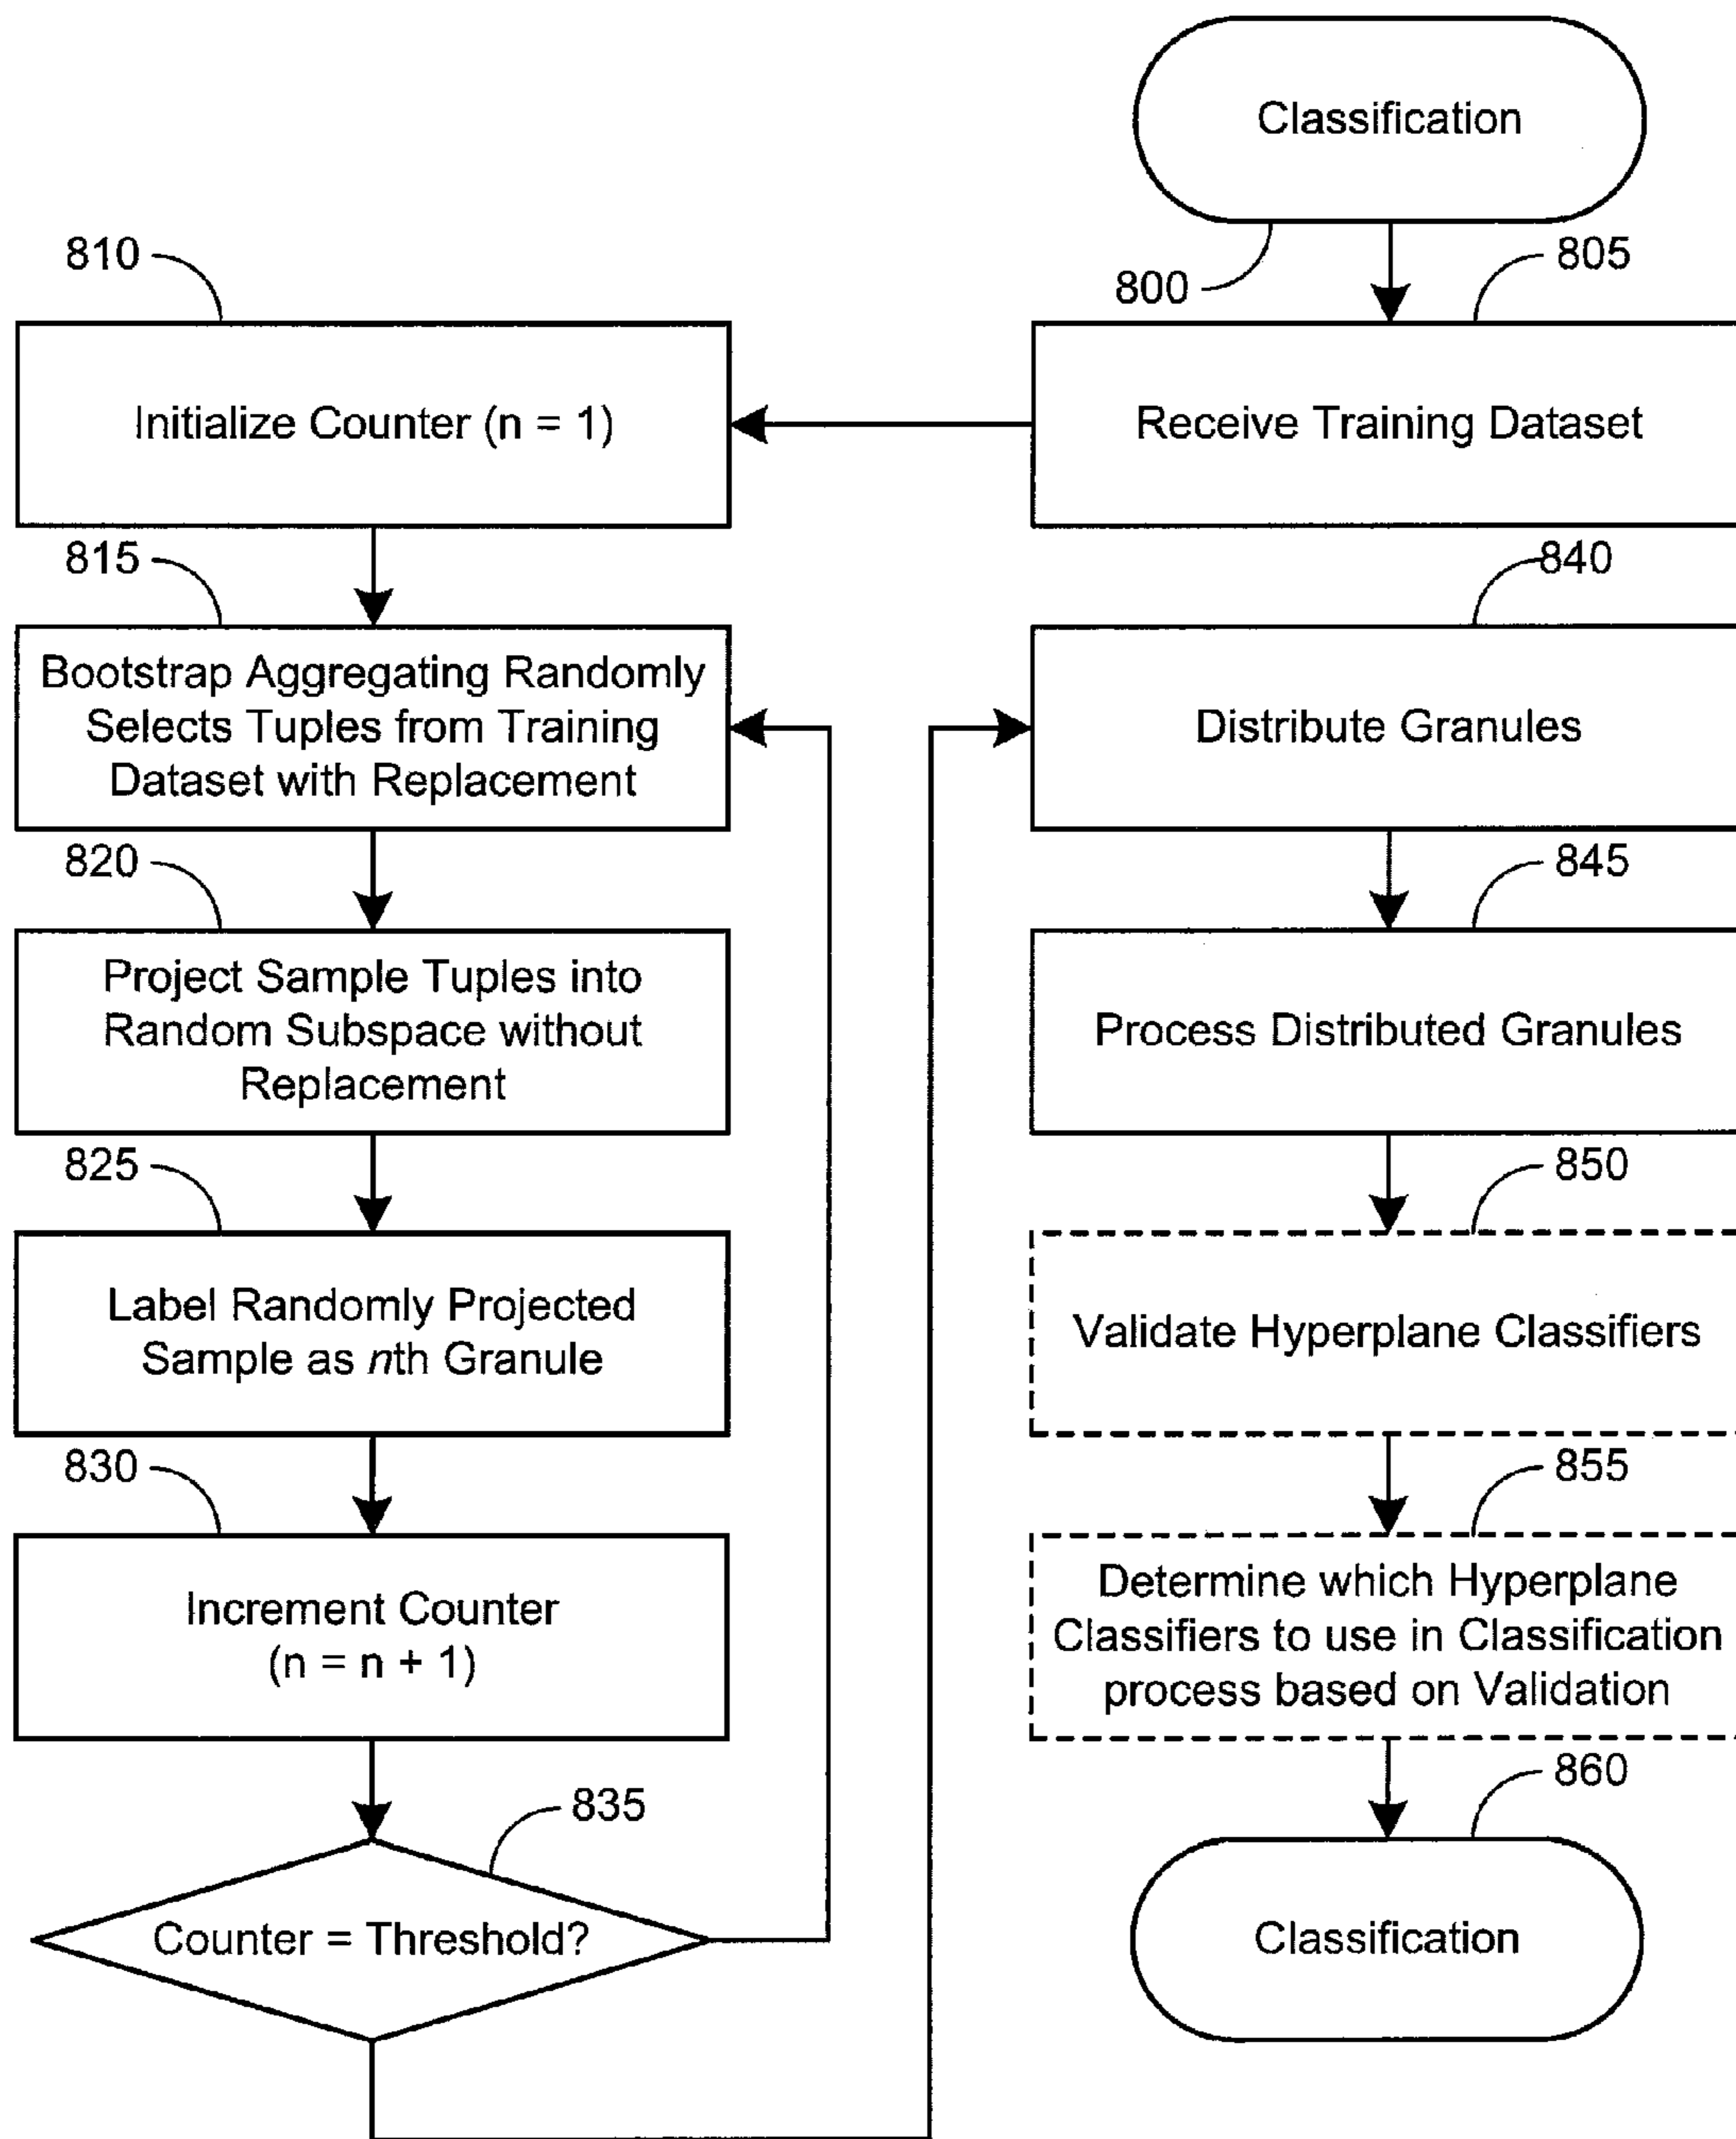 Classification
800
805
Receive Training Dataset
810
Initialize Counter (n = 1)
815
Bootstrap Aggregating Randomly
Selects Tuples from Training
Dataset with Replacement
820
Project Sample Tuples into
Random Subspace without
Replacement
825
Label Randomly Projected
Sample as nth Granule
830
Increment Counter
(n = n + 1)
835
Counter = Threshold?
840
Distribute Granules
845
Process Distributed Granules
850
Validate Hyperplane Classifiers
855
Determine which Hyperplane
Classifiers to use in Classification
process based on Validation
860
Classification